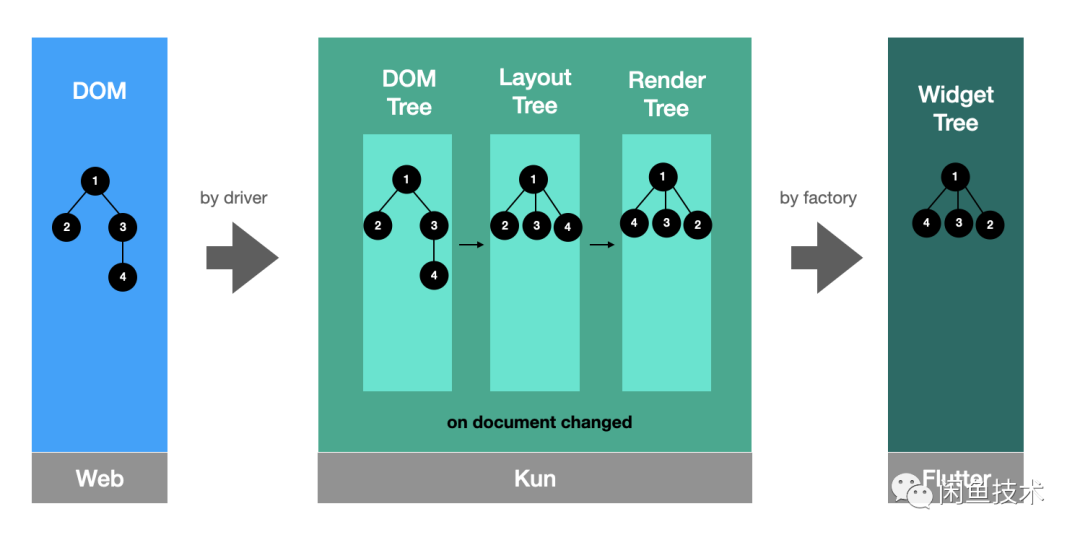 DOM
1
2
3
4
Web
by driver
DOM
Tree
1
2
3
4
Layout
Tree
1
2 3 4
Render
Tree
1
4 3 2
on document changed
Kun
by factory
Widget
Tree
1
4 3 2
Flutter
闲鱼技术